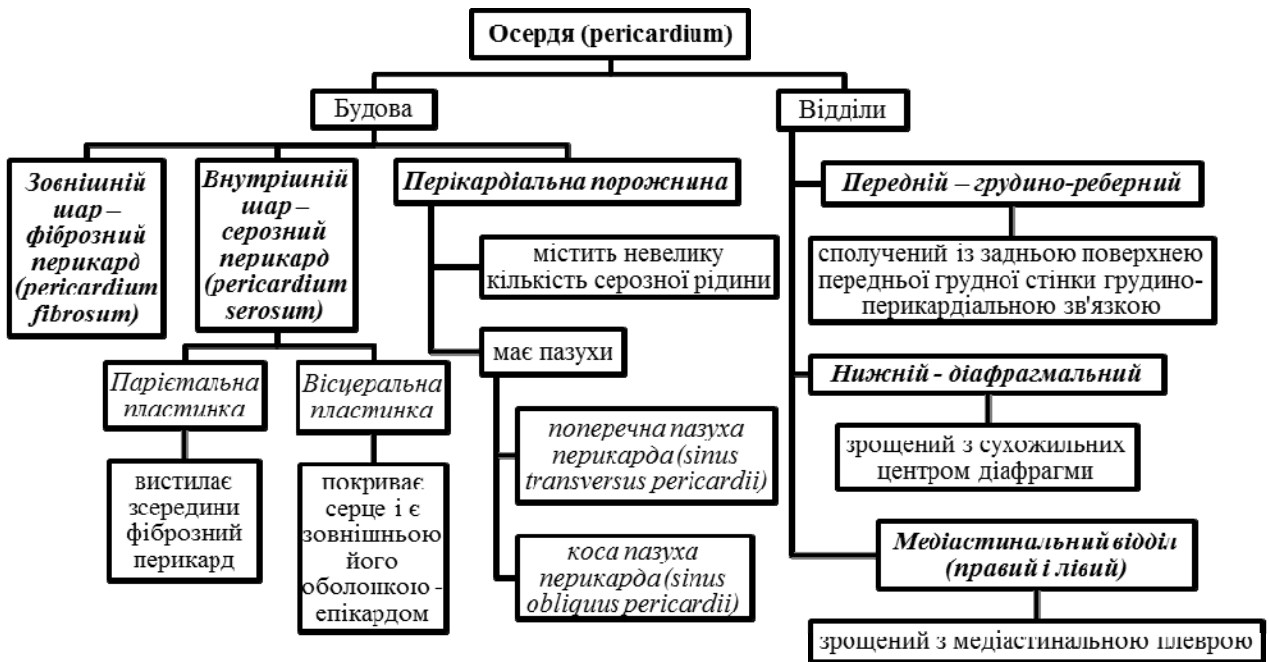 Осердя (pericardium)
Будова
Відділи
Зовнішній
шар –
фіброзний
перикард
(pericardium
fibrosum)
Внутрішній
шар –
серозний
перикард
(pericardium
serosum)
Перікардіальна порожнина
містить невелику
кількість серозної рідини
має пазухи
поперечна пазуха
перикарда (sinus
transversus pericardii)
коса пазуха
перикарда (sinus
obliguus pericardii)
Парієтальна
пластинка
вистилає
зсередини
фіброзний
перикард
Вісцеральна
пластинка
покриває
серце і є
зовнішньою
його
оболонкою -
епікардом
Передній – грудино-реберний
сполучений із задньою поверхнею
передньої грудної стінки грудино-
перикардіальною зв'язкою
Нижній - діафрагмальний
зрощений з сухожильних
центром діафрагми
Медіастинальний відділ
(правий і лівий)
зрощений з медіастинальною плеврою